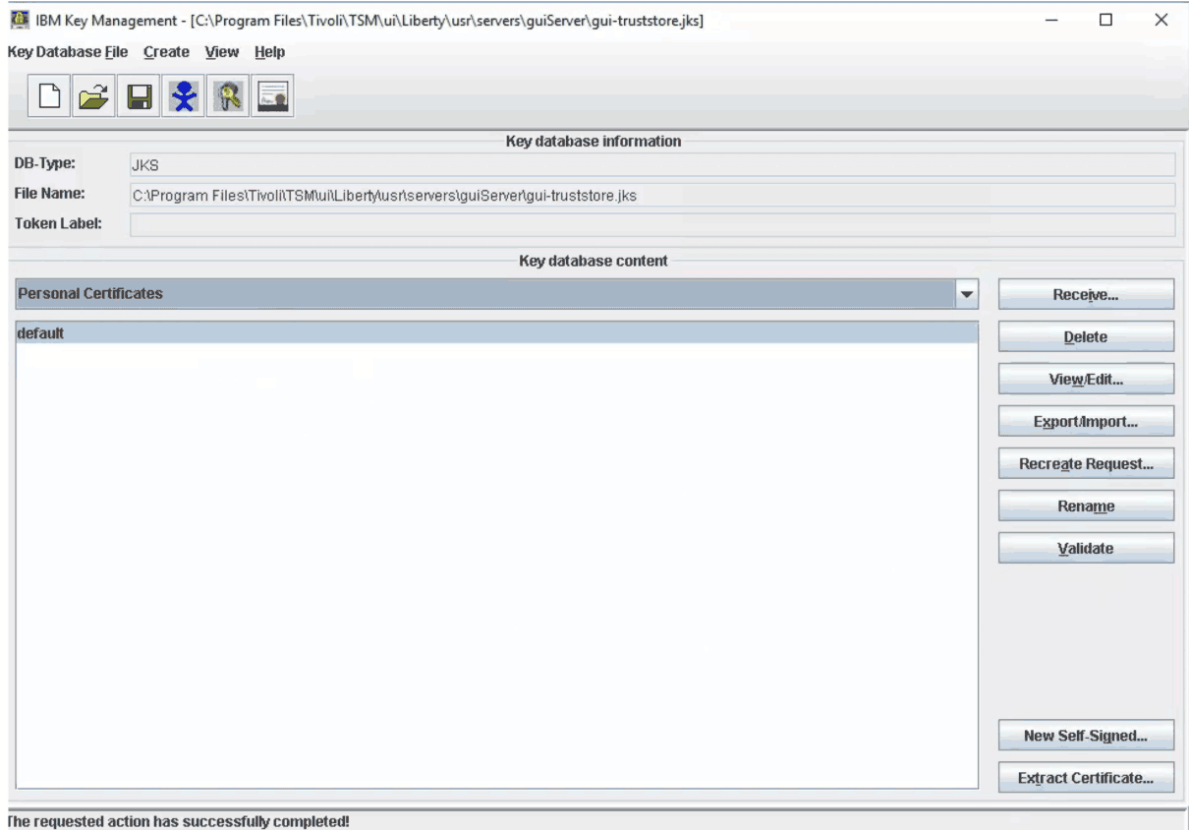 IBM Key Management - [C:\Program Files\Tivoli\TSM\ui\Liberty\usr\servers\guiServer\gui-truststore.jks]
Key Database File Create View Help
Key database information
DB-Type: JKS
File Name: C:\Program Files\Tivoli\TSM\ui\Liberty\usr\servers\guiServer\gui-truststore.jks
Token Label:
Key database content
Personal Certificates
Receive...
default
Delete
View/Edit...
Export/Import...
Recreate Request...
Rename
Validate
New Self-Signed...
Extract Certificate...
The requested action has successfully completed!